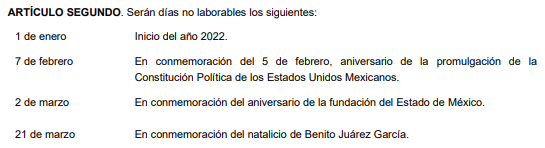 ARTÍCULO SEGUNDO. Serán días no laborables los siguientes:
1 de enero Inicio del año 2022.
7 de febrero En conmemoración del 5 de febrero, aniversario de la promulgación de la
Constitución Política de los Estados Unidos Mexicanos.
2 de marzo En conmemoración del aniversario de la fundación del Estado de México.
21 de marzo En conmemoración del natalicio de Benito Juárez García.